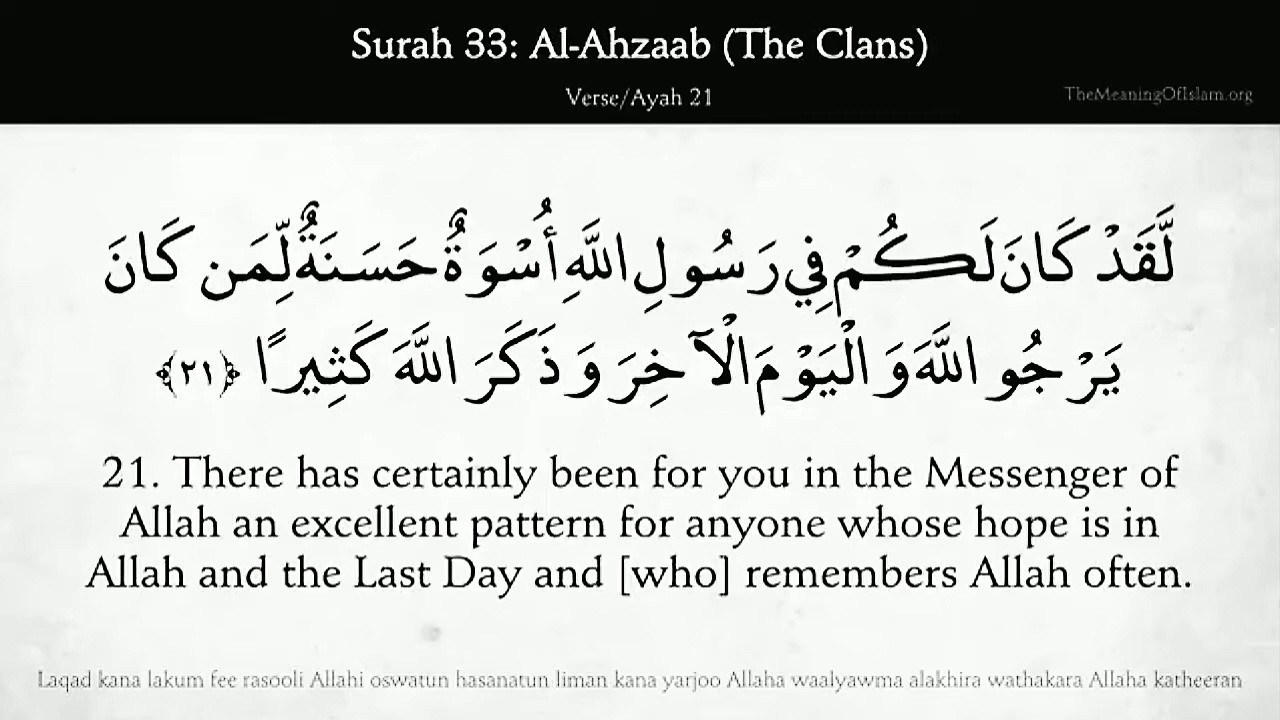 Surah 33: Al-Ahzaab (The Clans)
Verse/Ayah 21
TheMeaningOfIslam.org
لَّقَدْ كَانَ لَكُمْ فِي رَسُولِ اللَّهِ أُسْوَةٌ حَسَنَةٌ لِّمَن كَانَ
يَرْجُو اللَّهَ وَالْيَوْمَ الْآخِرَ وَذَكَرَ اللَّهَ كَثِيرًا ﴿٢١﴾
21. There has certainly been for you in the Messenger of
Allah an excellent pattern for anyone whose hope is in
Allah and the Last Day and [who] remembers Allah often.
Laqad kana lakum fee rasooli Allahi oswatun hasanatun liman kana yarjoo Allaha waalyawma alakhira wathakara Allaha katheeran